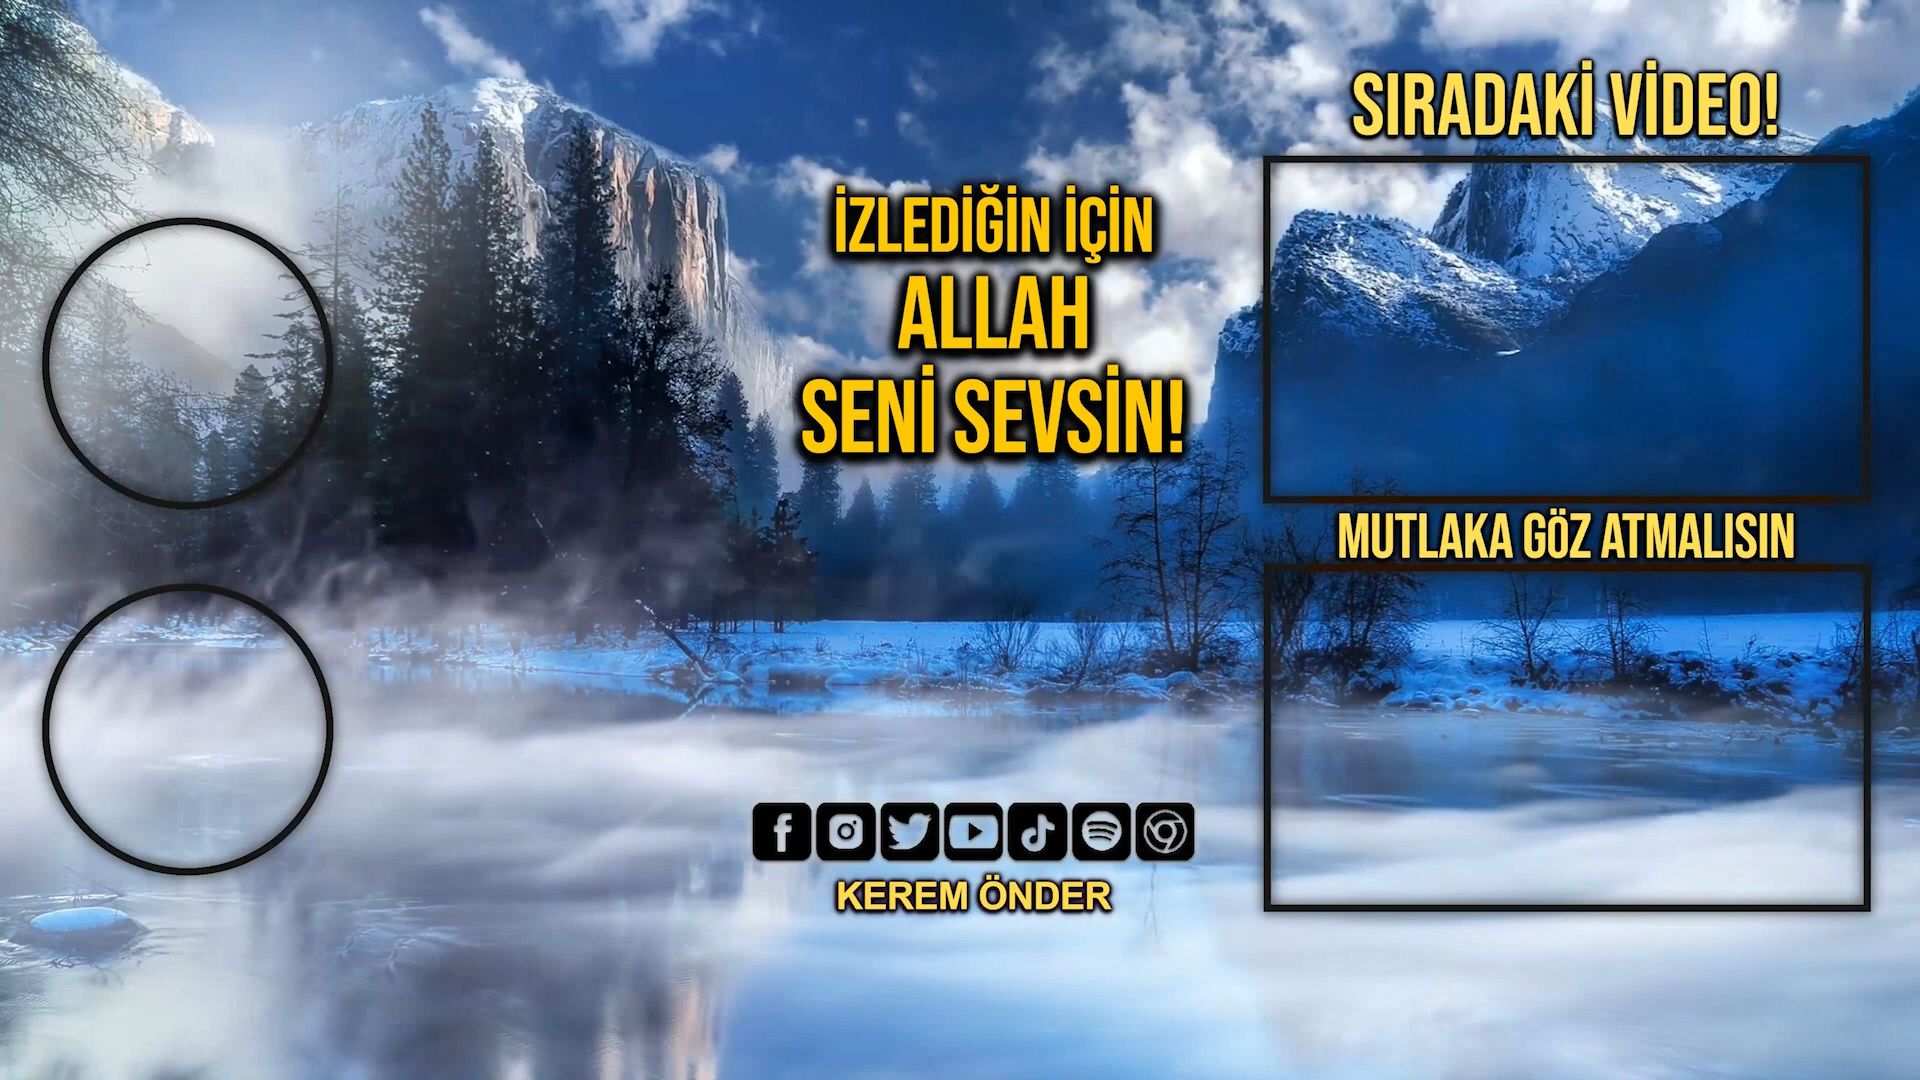 SIRADAKİ VİDEO!
İZLEDİĞİN İÇİN
ALLAH
SENİ SEVSİN!
MUTLAKA GÖZ ATMALISIN
KEREM ÖNDER